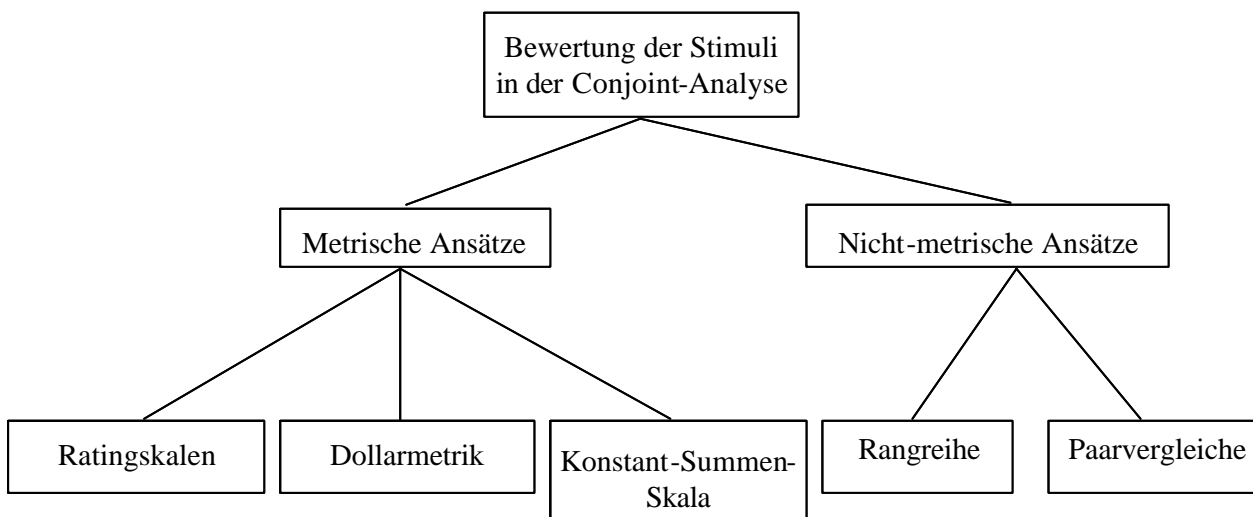 Bewertung der Stimuli
in der Conjoint-Analyse
Metrische Ansätze
Nicht-metrische Ansätze
Ratingskalen
Dollarmetrik
Konstant-Summen-
Skala
Rangreihe
Paarvergleiche